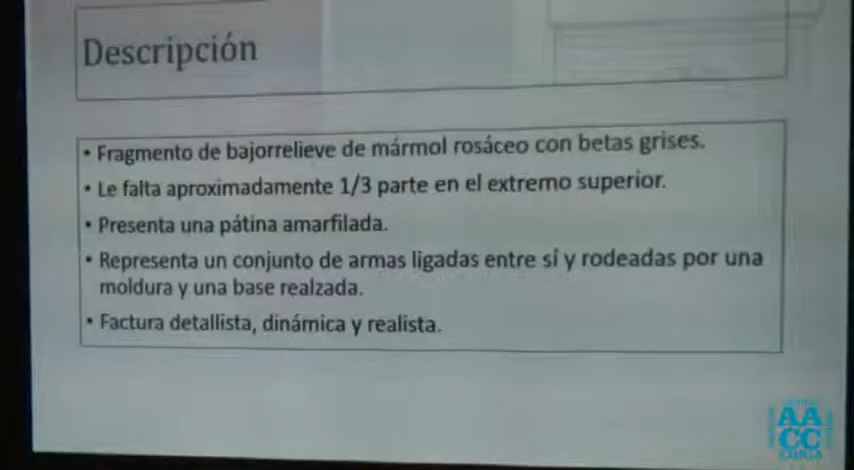 Descripción
• Fragmento de bajorrelieve de mármol rosáceo con betas grises.
• Le falta aproximadamente 1/3 parte en el extremo superior.
• Presenta una pátina amarfilada.
• Representa un conjunto de armas ligadas entre sí y rodeadas por una
moldura y una base realzada.
• Factura detallista, dinámica y realista.
AA
CC
CORIA